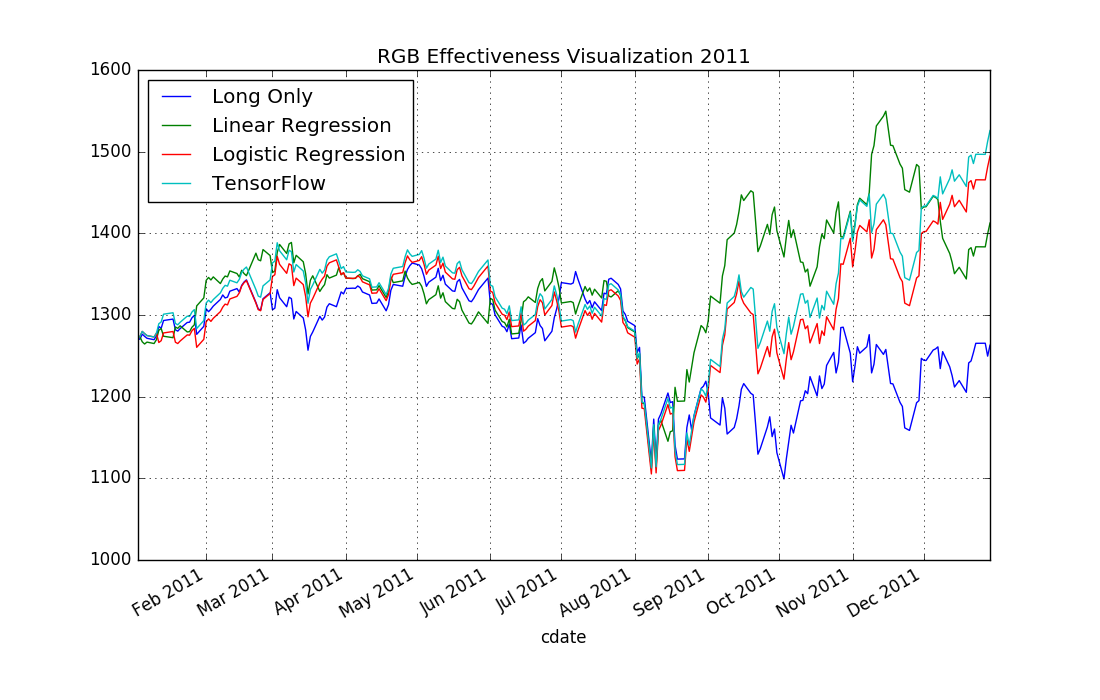 RGB Effectiveness Visualization 2011
1600
1500
1400
1300
1200
1100
1000
Long Only
Linear Regression
Logistic Regression
TensorFlow
Feb 2011
Mar 2011
Apr 2011
May 2011
Jun 2011
Jul 2011
Aug 2011
Sep 2011
Oct 2011
Nov 2011
Dec 2011
cdate